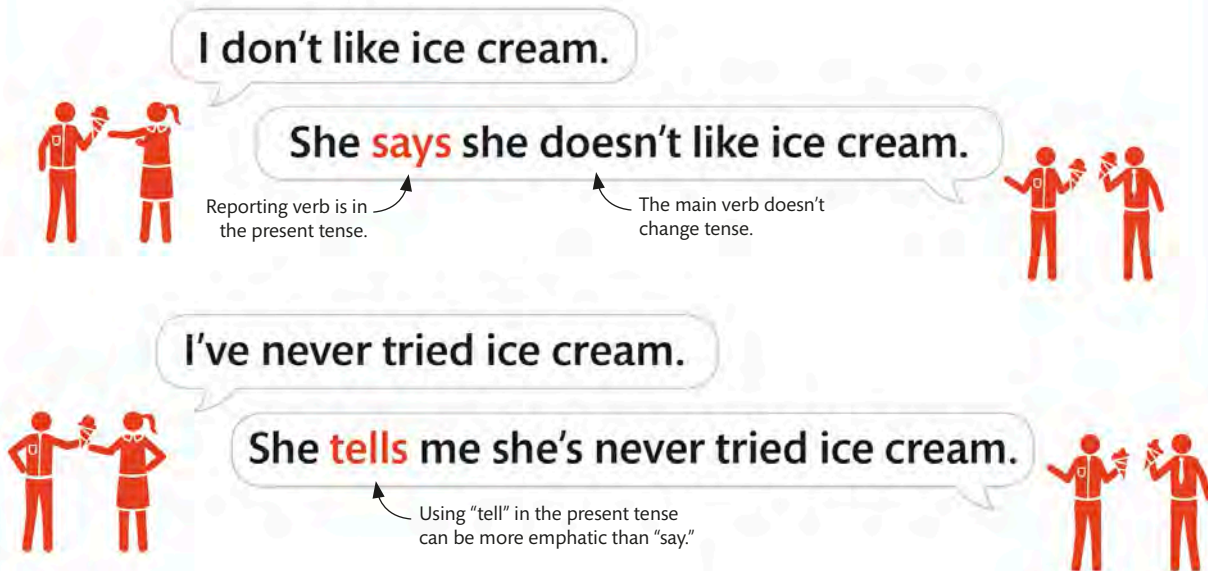 I don't like ice cream.
She says she doesn't like ice cream.
Reporting verb is in
the present tense.
The main verb doesn't
change tense.
I've never tried ice cream.
She tells me she's never tried ice cream.
Using “tell” in the present tense
can be more emphatic than “say.”